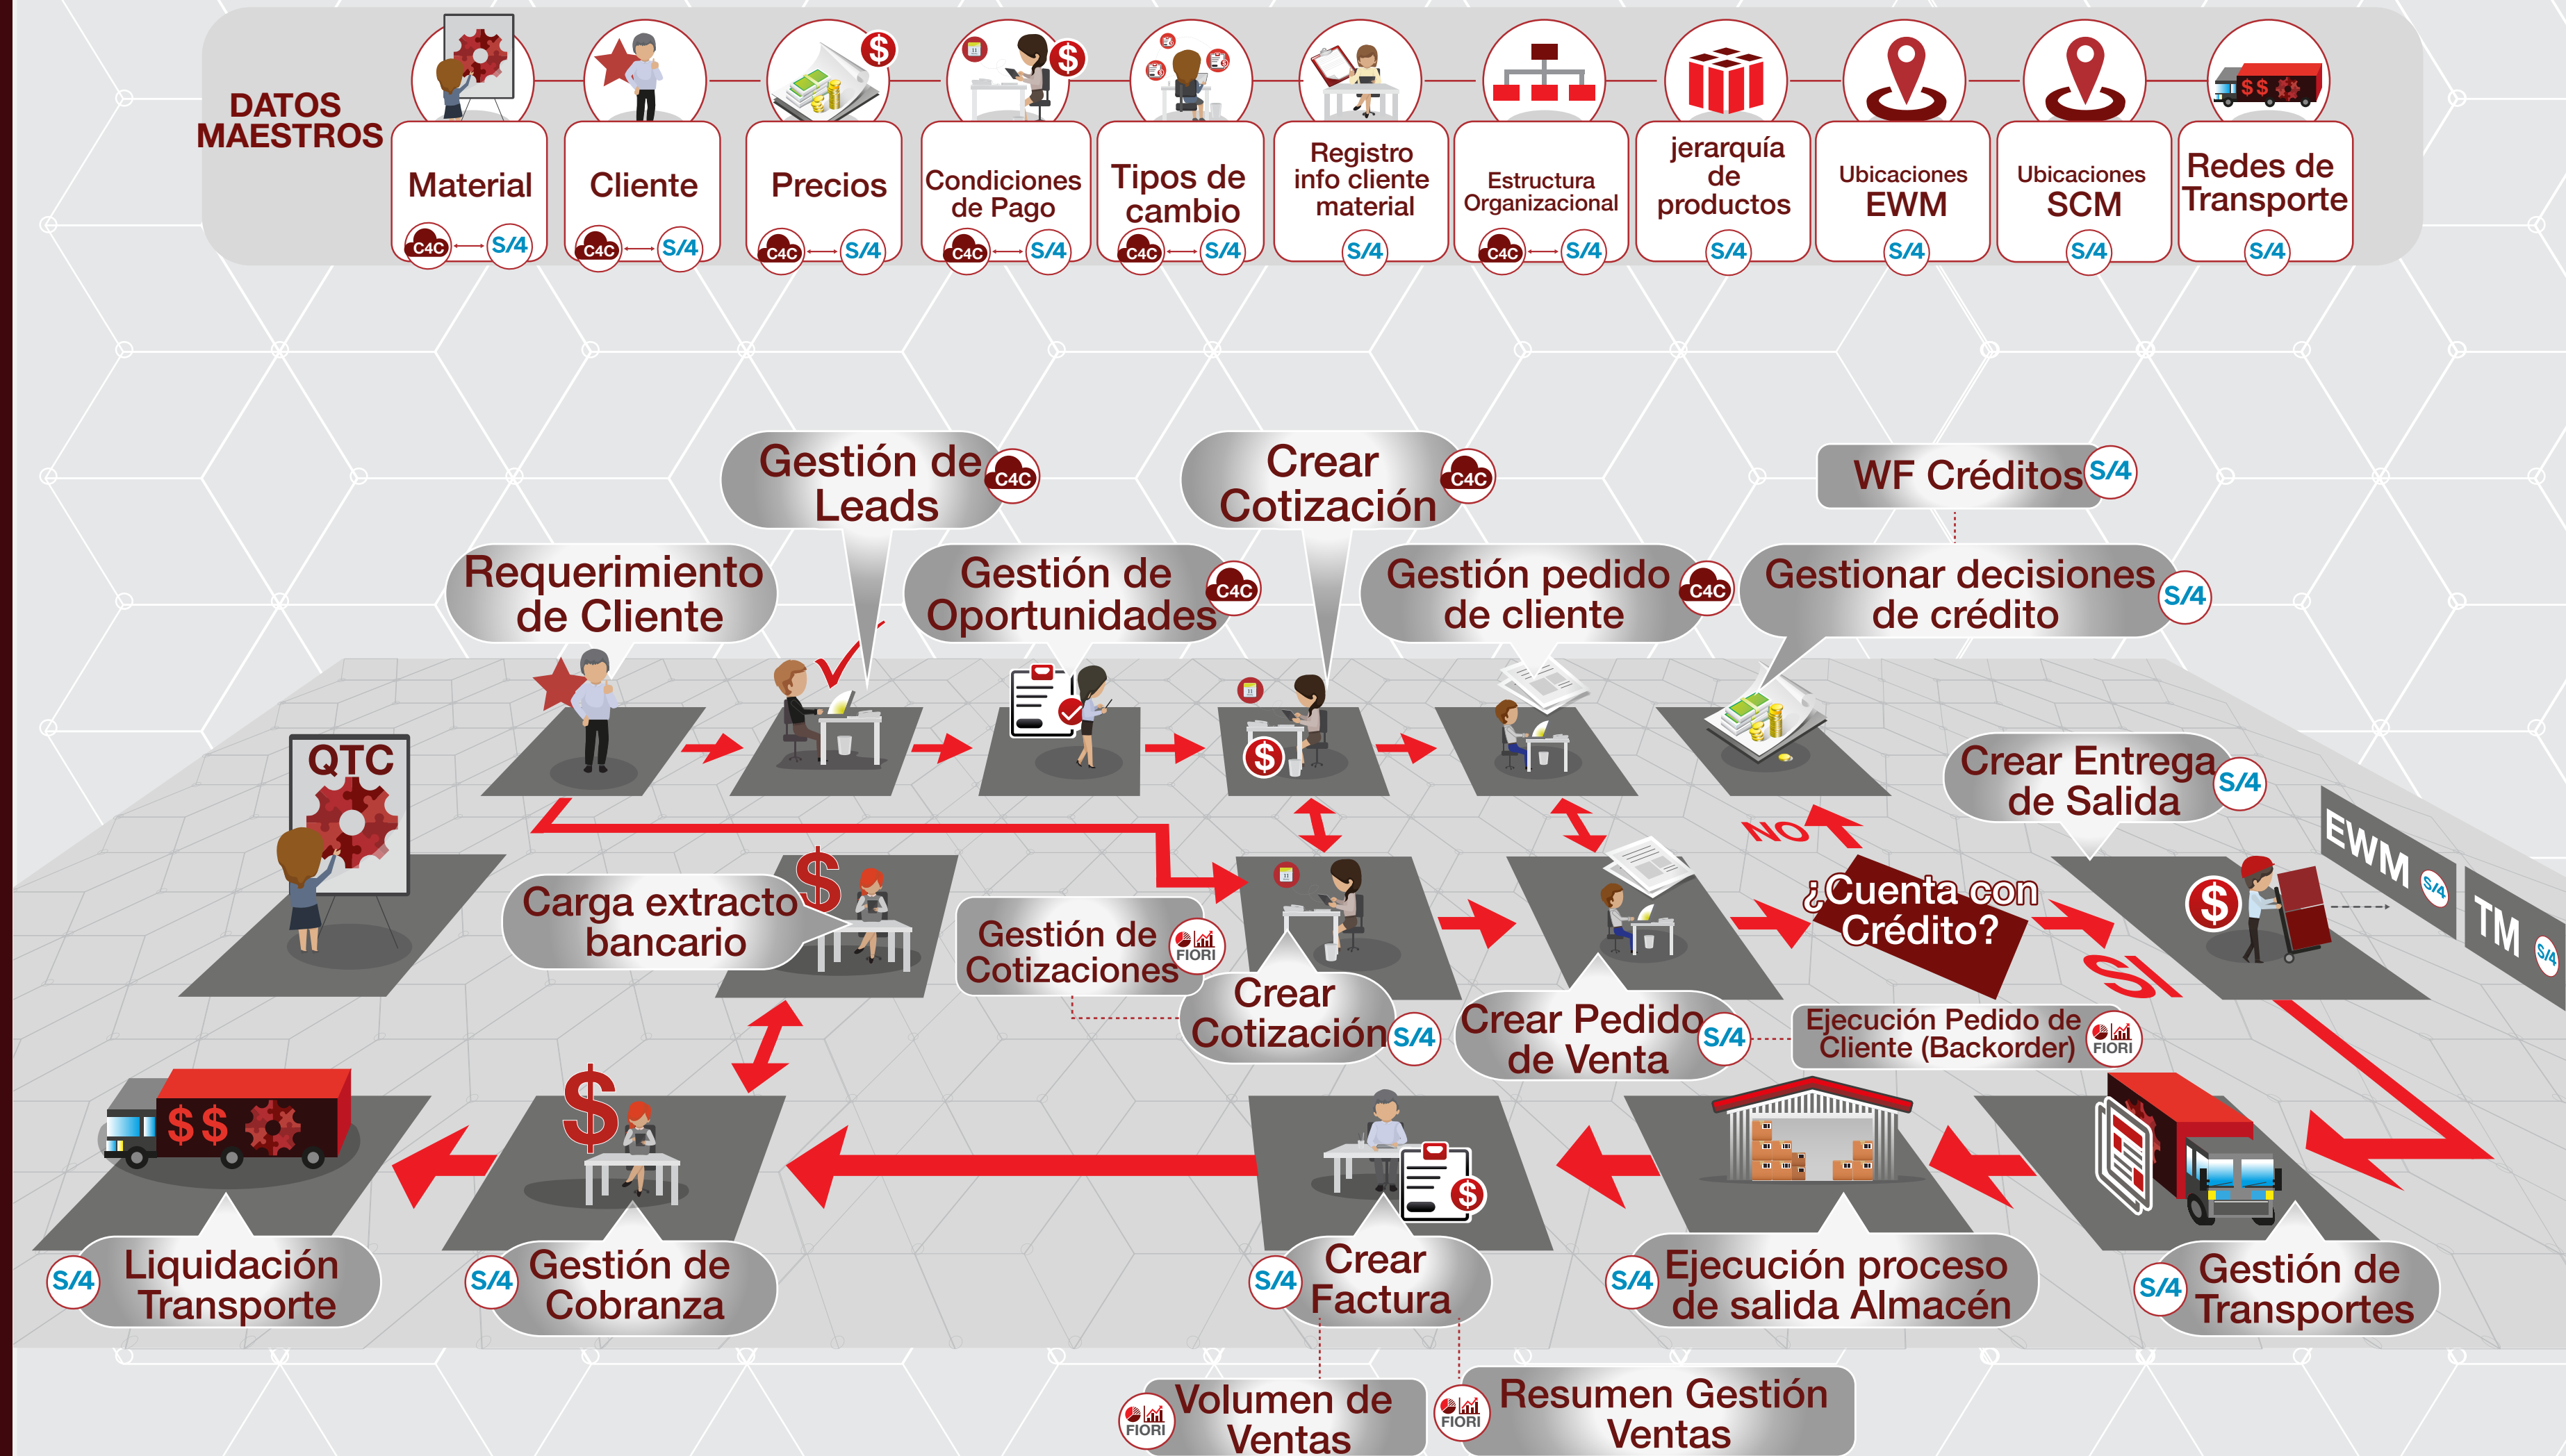 DATOS
MAESTROS
Material
C4C
S/4
Cliente
C4C
S/4
Precios
C4C
S/4
Condiciones
de Pago
C4C
S/4
Tipos de
cambio
C4C
S/4
Registro
info cliente
material
S/4
Estructura
Organizacional
C4C
S/4
jerarquía
de
productos
S/4
Ubicaciones
EWM
S/4
Ubicaciones
SCM
S/4
Redes de
Transporte
S/4
Gestión de
Leads
C4C
Crear
Cotización
C4C
WF Créditos
S/4
Requerimiento
de Cliente
Gestión de
Oportunidades
C4C
Gestión pedido
de cliente
C4C
Gestionar decisiones
de crédito
S/4
QTC
Crear Entrega
de Salida
S/4
NO
¿Cuenta con
Crédito?
SI
EWM
S/4
TM
S/4
Carga extracto
bancario
Gestión de
Cotizaciones
FIORI
Crear
Cotización
S/4
Crear Pedido
de Venta
S/4
Ejecución Pedido de
Cliente (Backorder)
FIORI
S/4
Liquidación
Transporte
S/4
Gestión de
Cobranza
S/4
Crear
Factura
S/4
Ejecución proceso
de salida Almacén
S/4
Gestión de
Transportes
FIORI
Volumen de
Ventas
FIORI
Resumen Gestión
Ventas